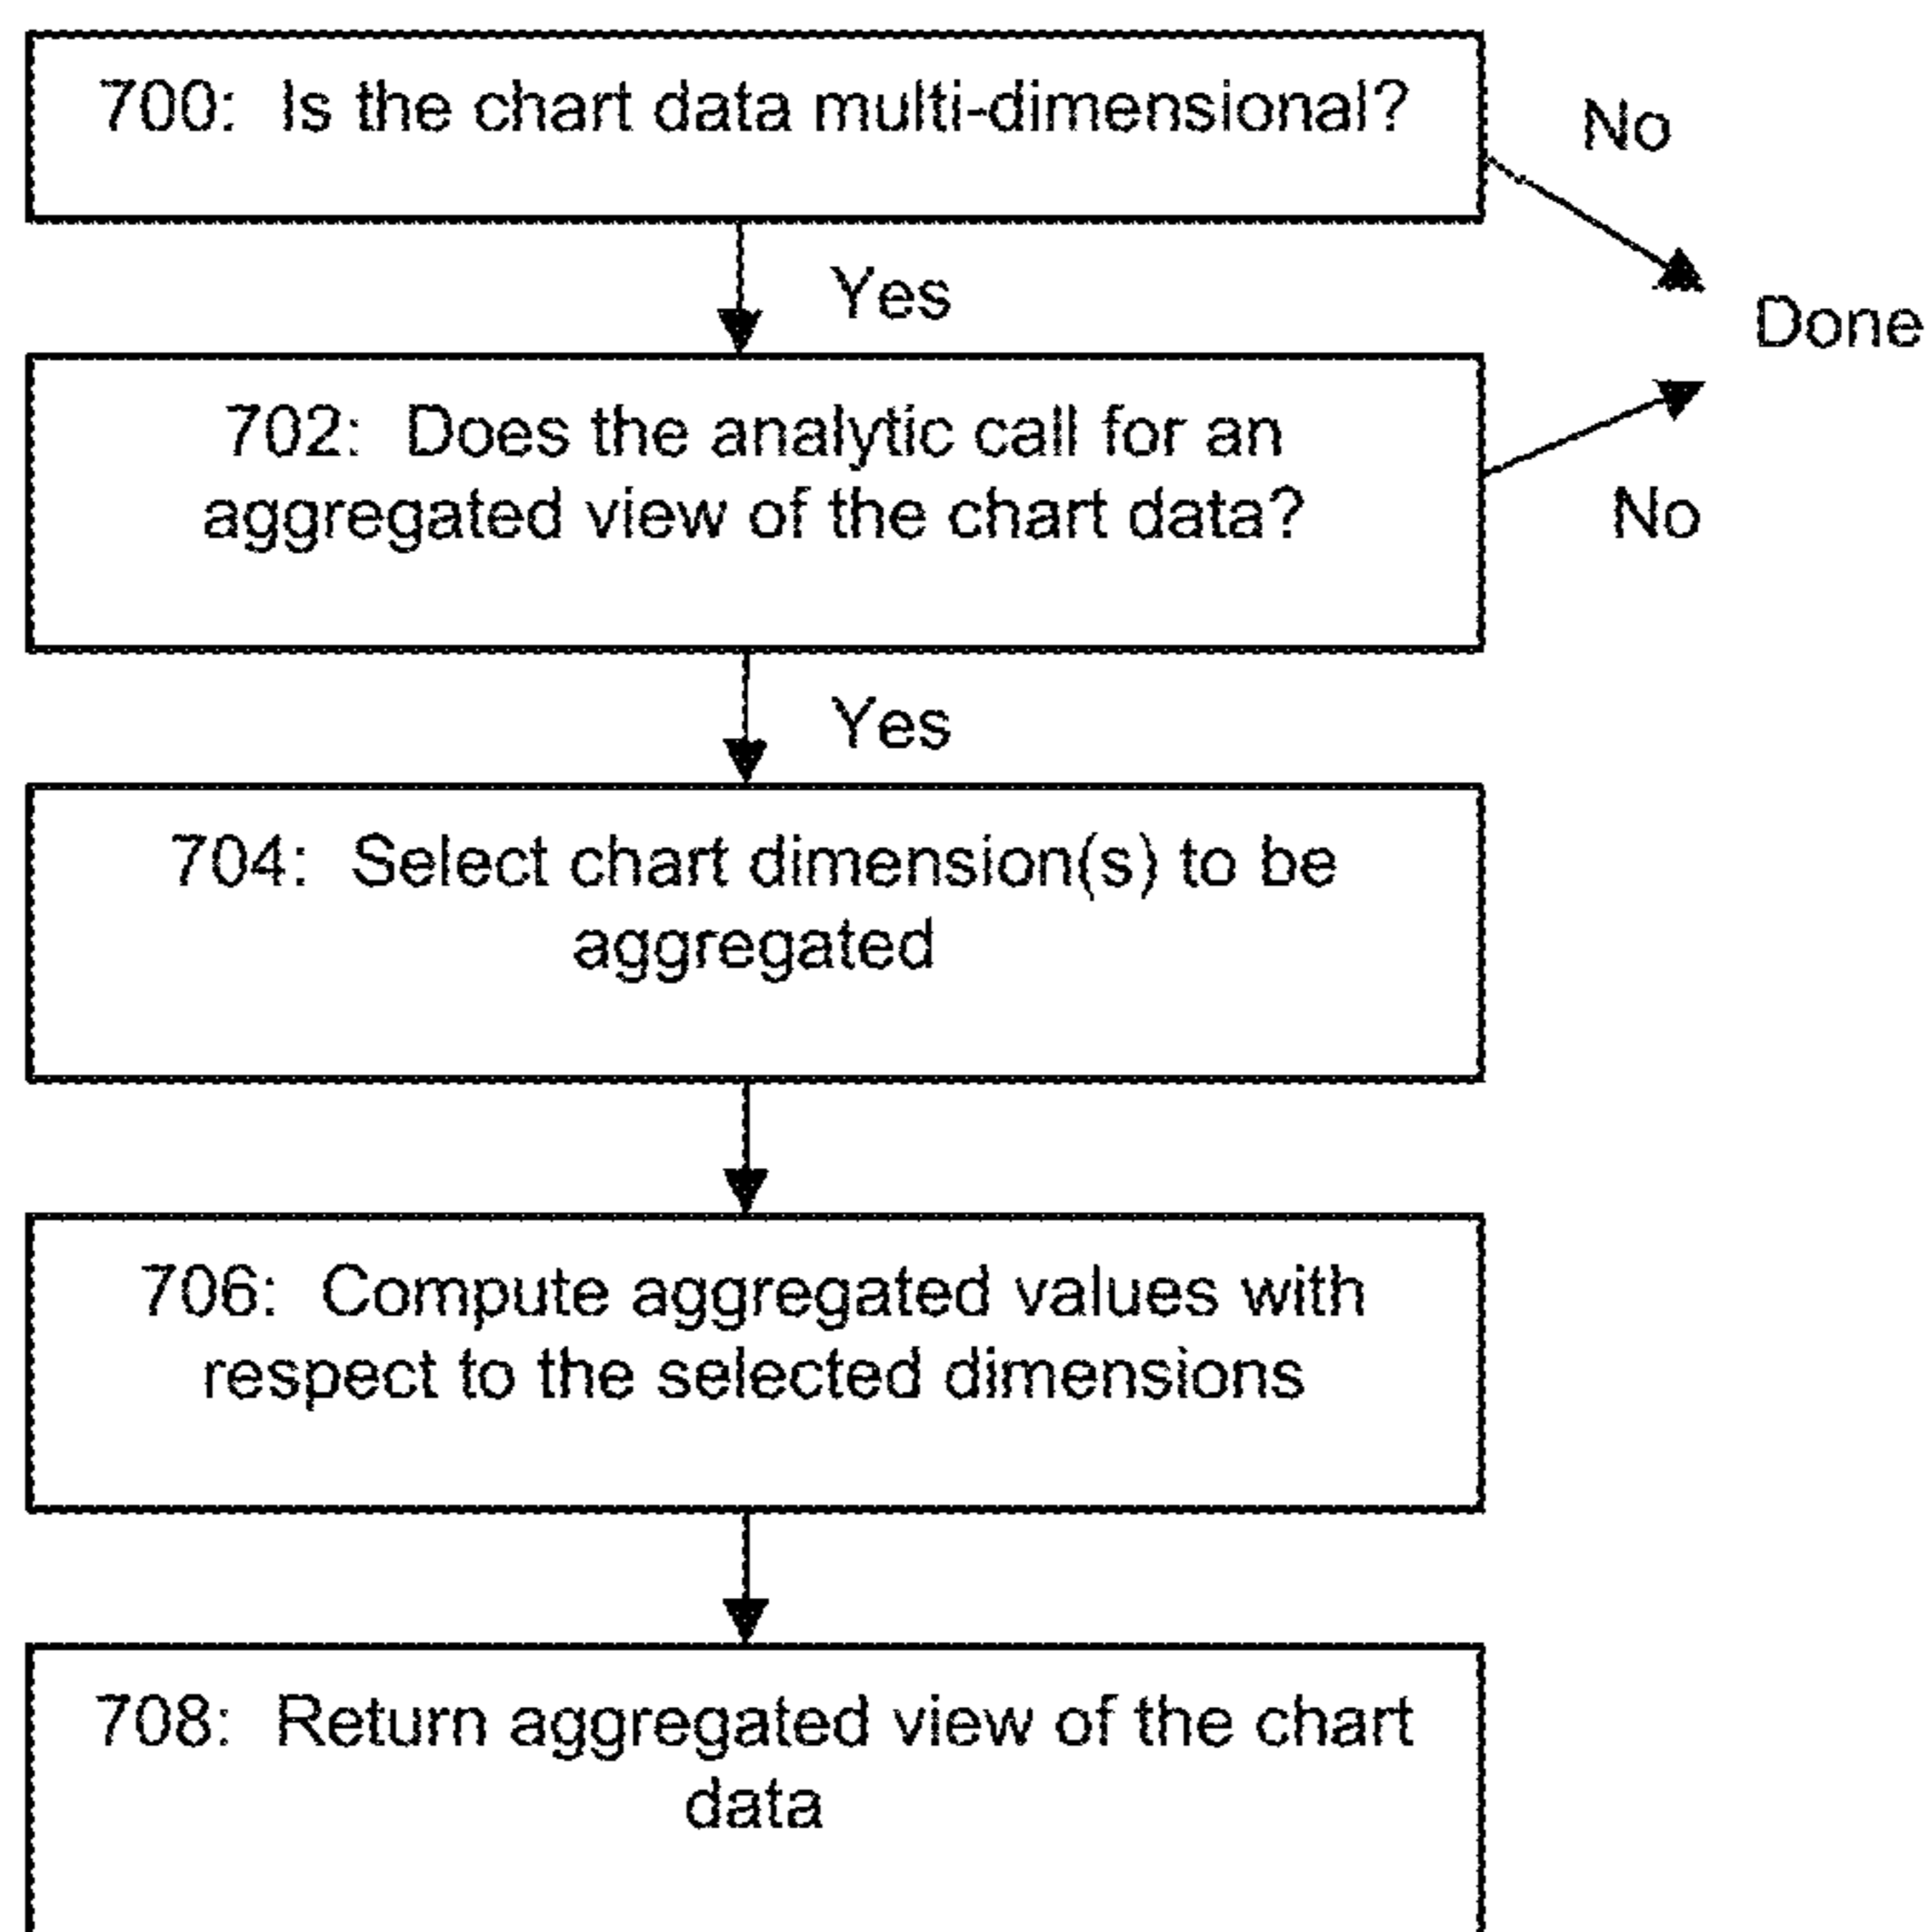 700: Is the chart data multi-dimensional?
No
Yes
Done
702: Does the analytic call for an
aggregated view of the chart data?
No
Yes
704: Select chart dimension(s) to be
aggregated
706: Compute aggregated values with
respect to the selected dimensions
708: Return aggregated view of the chart
data